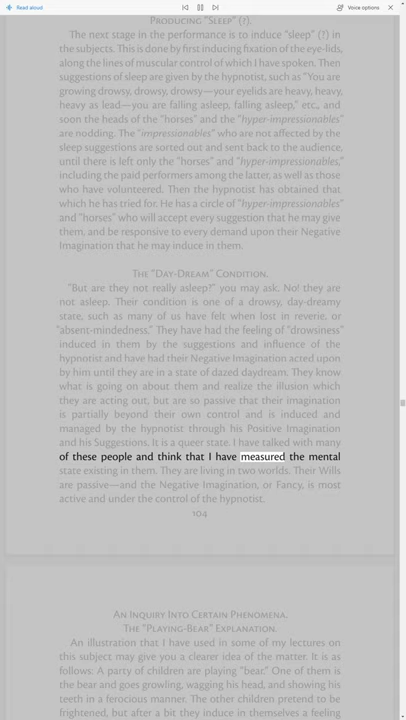 Read aloud
Voice options
PRODUCING "SLEEP" (?).
The next stage in the performance is to induce "sleep" (?) in
the subjects. This is done by first inducing fixation of the eye-lids,
along the lines of muscular control of which I have spoken. Then
suggestions of sleep are given by the hypnotist, such as "You are
growing drowsy, drowsy, drowsy—your eyelids are heavy, heavy,
heavy as lead—you are falling asleep, falling asleep," etc., and
soon the heads of the "horses" and the "hyper-impressionables"
are nodding. The "impressionables" who are not affected by the
sleep suggestions are sorted out and sent back to the audience,
until there is left only the "horses" and "hyper-impressionables,"
including the paid performers among the latter, as well as those
who have volunteered. Then the hypnotist has obtained that
which he has tried for. He has a circle of "hyper-impressionables"
and "horses" who will accept every suggestion that he may give
them, and be responsive to every demand upon their Negative
Imagination that he may induce in them.
THE "DAY-DREAM" CONDITION.
"But are they not really asleep?" you may ask. No! they are
not asleep. Their condition is one of a drowsy, day-dreamy
state, such as many of us have felt when lost in reverie, or
"absent-mindedness." They have had the feeling of "drowsiness"
induced in them by the suggestions and influence of the
hypnotist and have had their Negative Imagination acted upon
by him until they are in a state of dazed daydream. They know
what is going on about them and realize the illusion which
they are acting out, but are so passive that their imagination
is partially beyond their own control and is induced and
managed by the hypnotist through his Positive Imagination
and his Suggestions. It is a queer state. I have talked with many
of these people and think that I have measured the mental
state existing in them. They are living in two worlds. Their Wills
are passive—and the Negative Imagination, or Fancy, is most
active and under the control of the hypnotist.
104
AN INQUIRY INTO CERTAIN PHENOMENA.
THE "PLAYING-BEAR" EXPLANATION.
An illustration that I have used in some of my lectures on
this subject may give you a clearer idea of the matter. It is as
follows: A party of children are playing "bear." One of them is
the bear and goes growling, wagging his head, and showing his
teeth in a ferocious manner. The other children pretend to be
frightened, but after a bit they induce in themselves a feeling